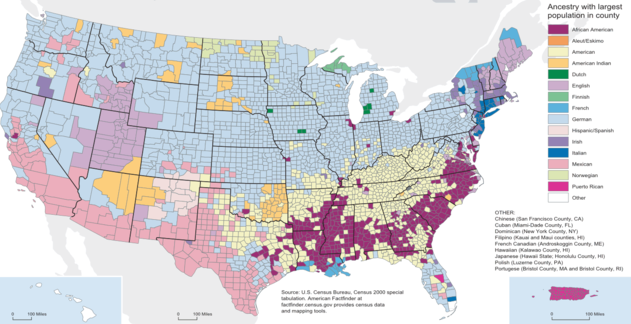 Ancestry with largest
population in county
African American
Aleut/Eskimo
American
American Indian
Dutch
English
Finnish
French
German
Hispanic/Spanish
Irish
Italian
Mexican
Norwegian
Puerto Rican
Other
OTHER:
Chinese (San Francisco County, CA)
Cuban (Miami-Dade County, FL)
Dominican (New York County, NY)
Filipino (Kauai and Maui counties, HI)
French Canadian (Androskoggin County, ME)
Hawaiian (Kalawao County, HI)
Japanese (Hawaii State: Honolulu County, HI)
Polish (Luzerne County, PA)
Portugese (Bristol County, MA and Bristol County, RI)
Source: U.S. Census Bureau, Census 2000 special
tabulation. American Factfinder at
factfinder.census.gov provides census data
and mapping tools.
0 100 Miles
0 100 Miles
0 100 Miles
0 100 Miles